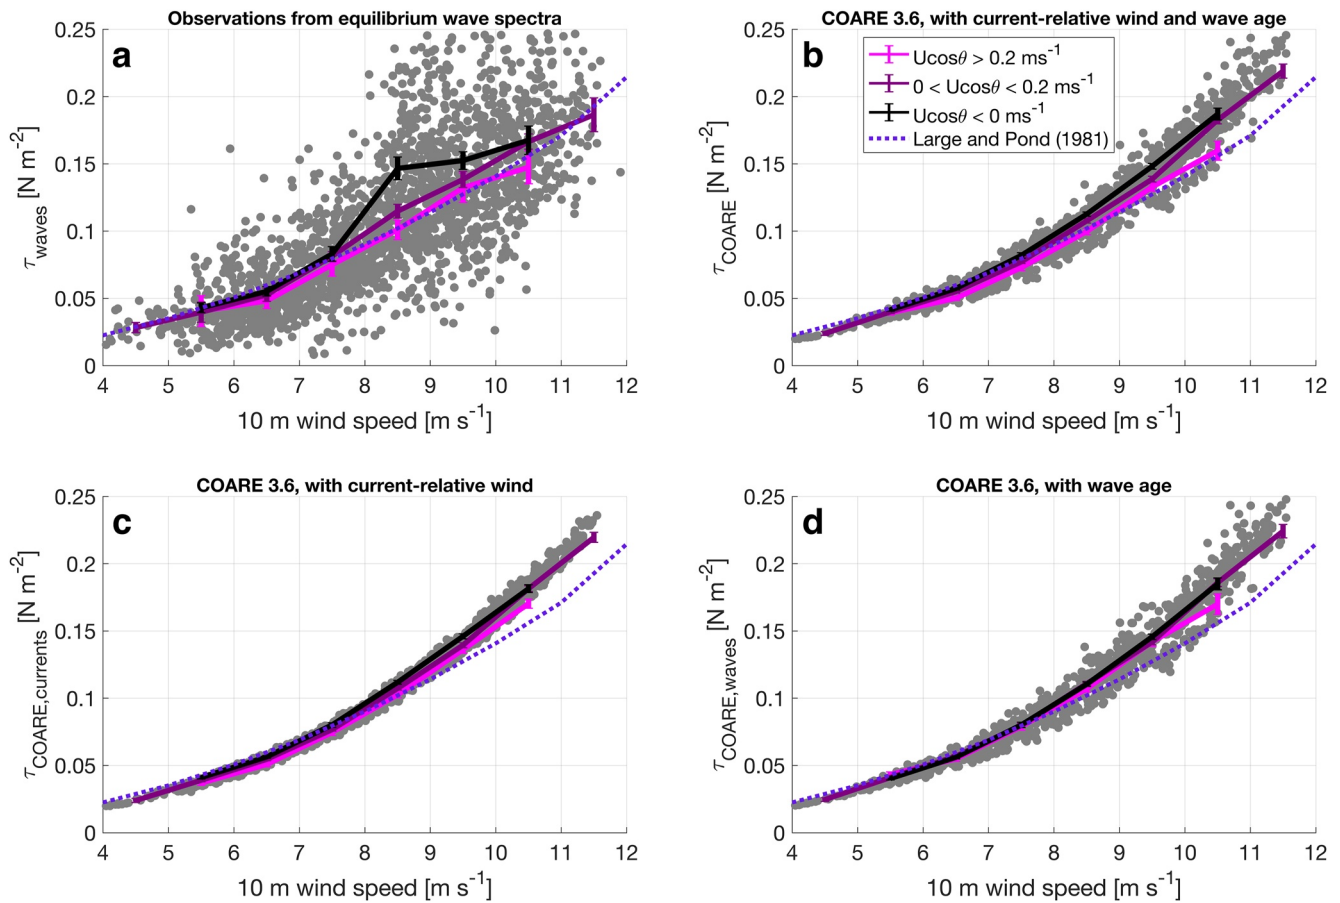 Observations from equilibrium wave spectra
a
0.25
0.2
0.15
0.1
0.05
0
τwaves [N m-2]
4 5 6 7 8 9 10 11 12
10 m wind speed [m s-1]
COARE 3.6, with current-relative wind and wave age
b
Ucosθ > 0.2 ms-1
0 < Ucosθ < 0.2 ms-1
Ucosθ < 0 ms-1
Large and Pond (1981)
0.25
0.2
0.15
0.1
0.05
0
τCOARE [N m-2]
4 5 6 7 8 9 10 11 12
10 m wind speed [m s-1]
COARE 3.6, with current-relative wind
c
0.25
0.2
0.15
0.1
0.05
0
τCOARE,currents [N m-2]
4 5 6 7 8 9 10 11 12
10 m wind speed [m s-1]
COARE 3.6, with wave age
d
0.25
0.2
0.15
0.1
0.05
0
τCOARE,waves [N m-2]
4 5 6 7 8 9 10 11 12
10 m wind speed [m s-1]